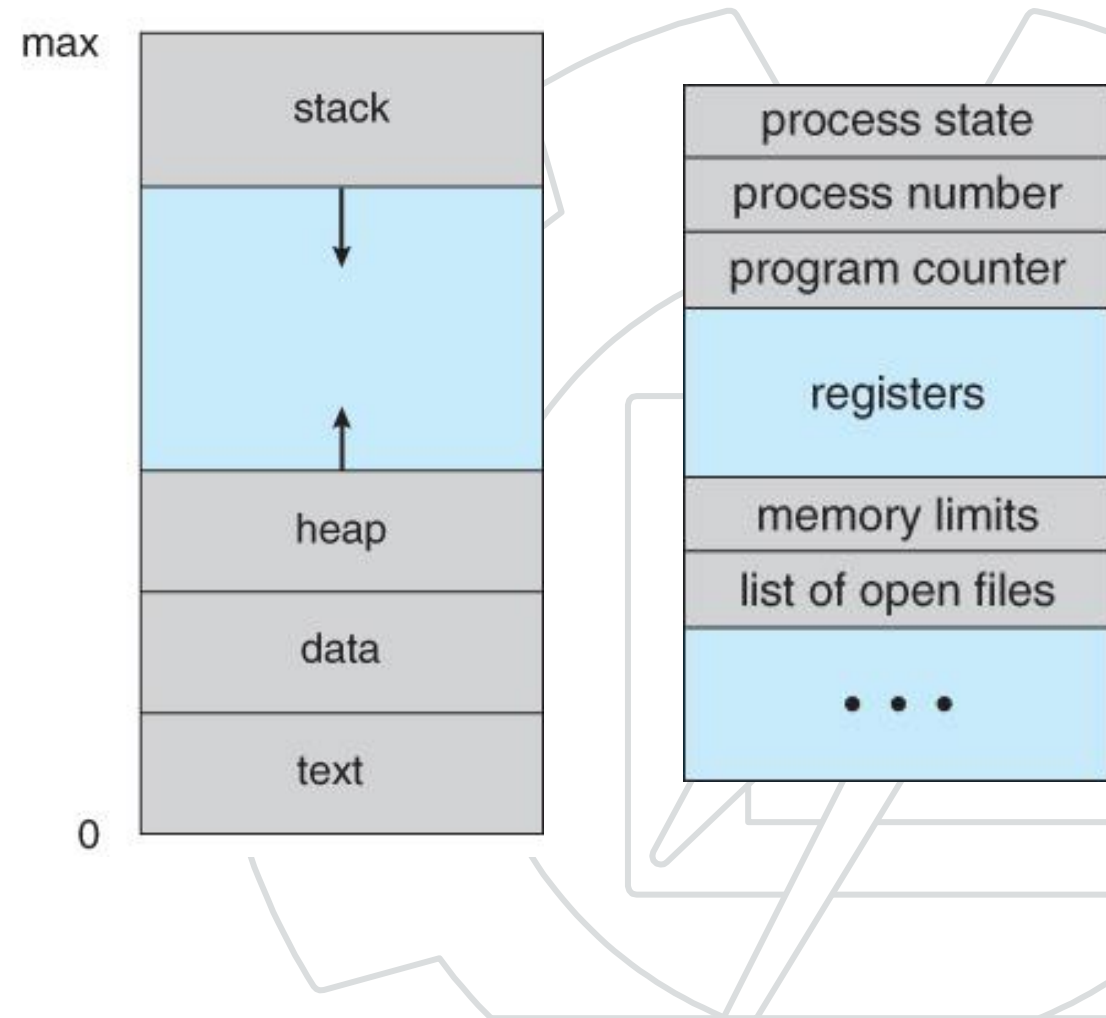 max
stack
heap
data
text
0
process state
process number
program counter
registers
memory limits
list of open files
• • •